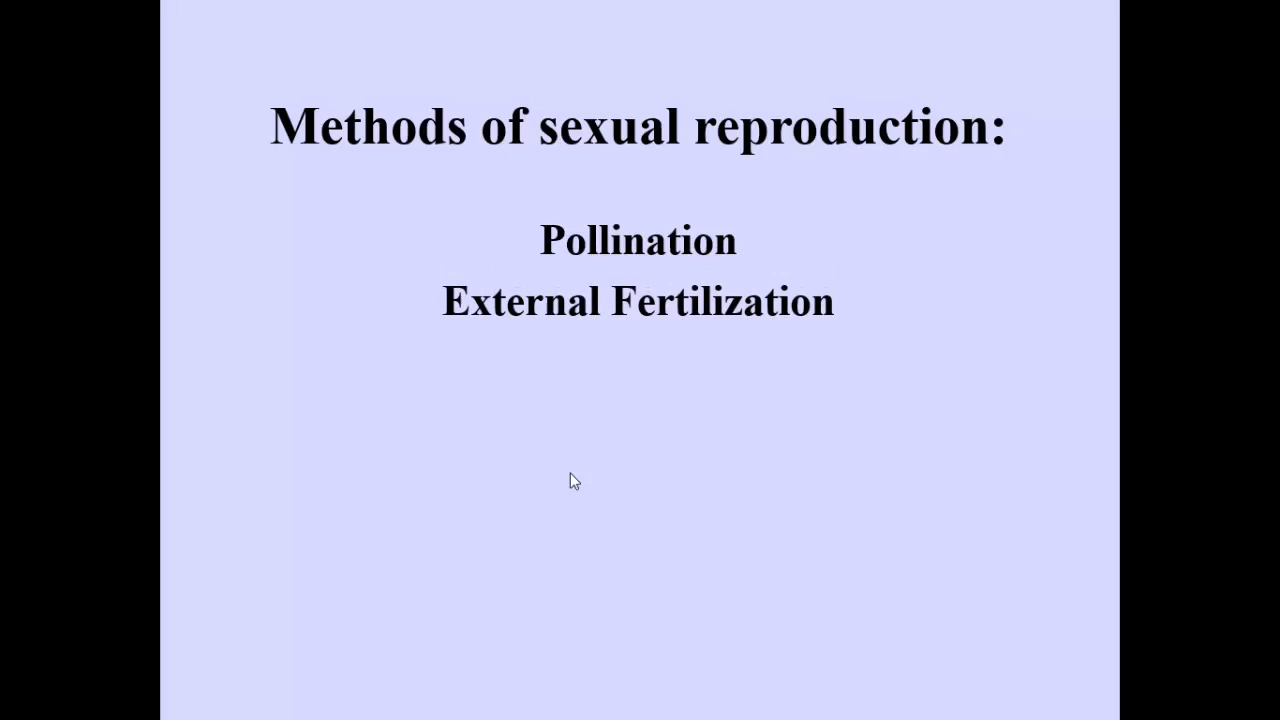 Methods of sexual reproduction:
Pollination
External Fertilization